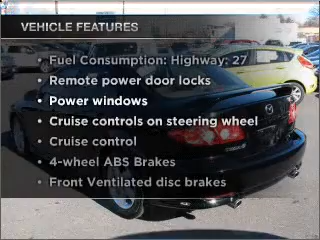 VEHICLE FEATURES
• Fuel Consumption: Highway: 27
• Remote power door locks
• Power windows
• Cruise controls on steering wheel
• Cruise control
• 4-wheel ABS Brakes
• Front Ventilated disc brakes